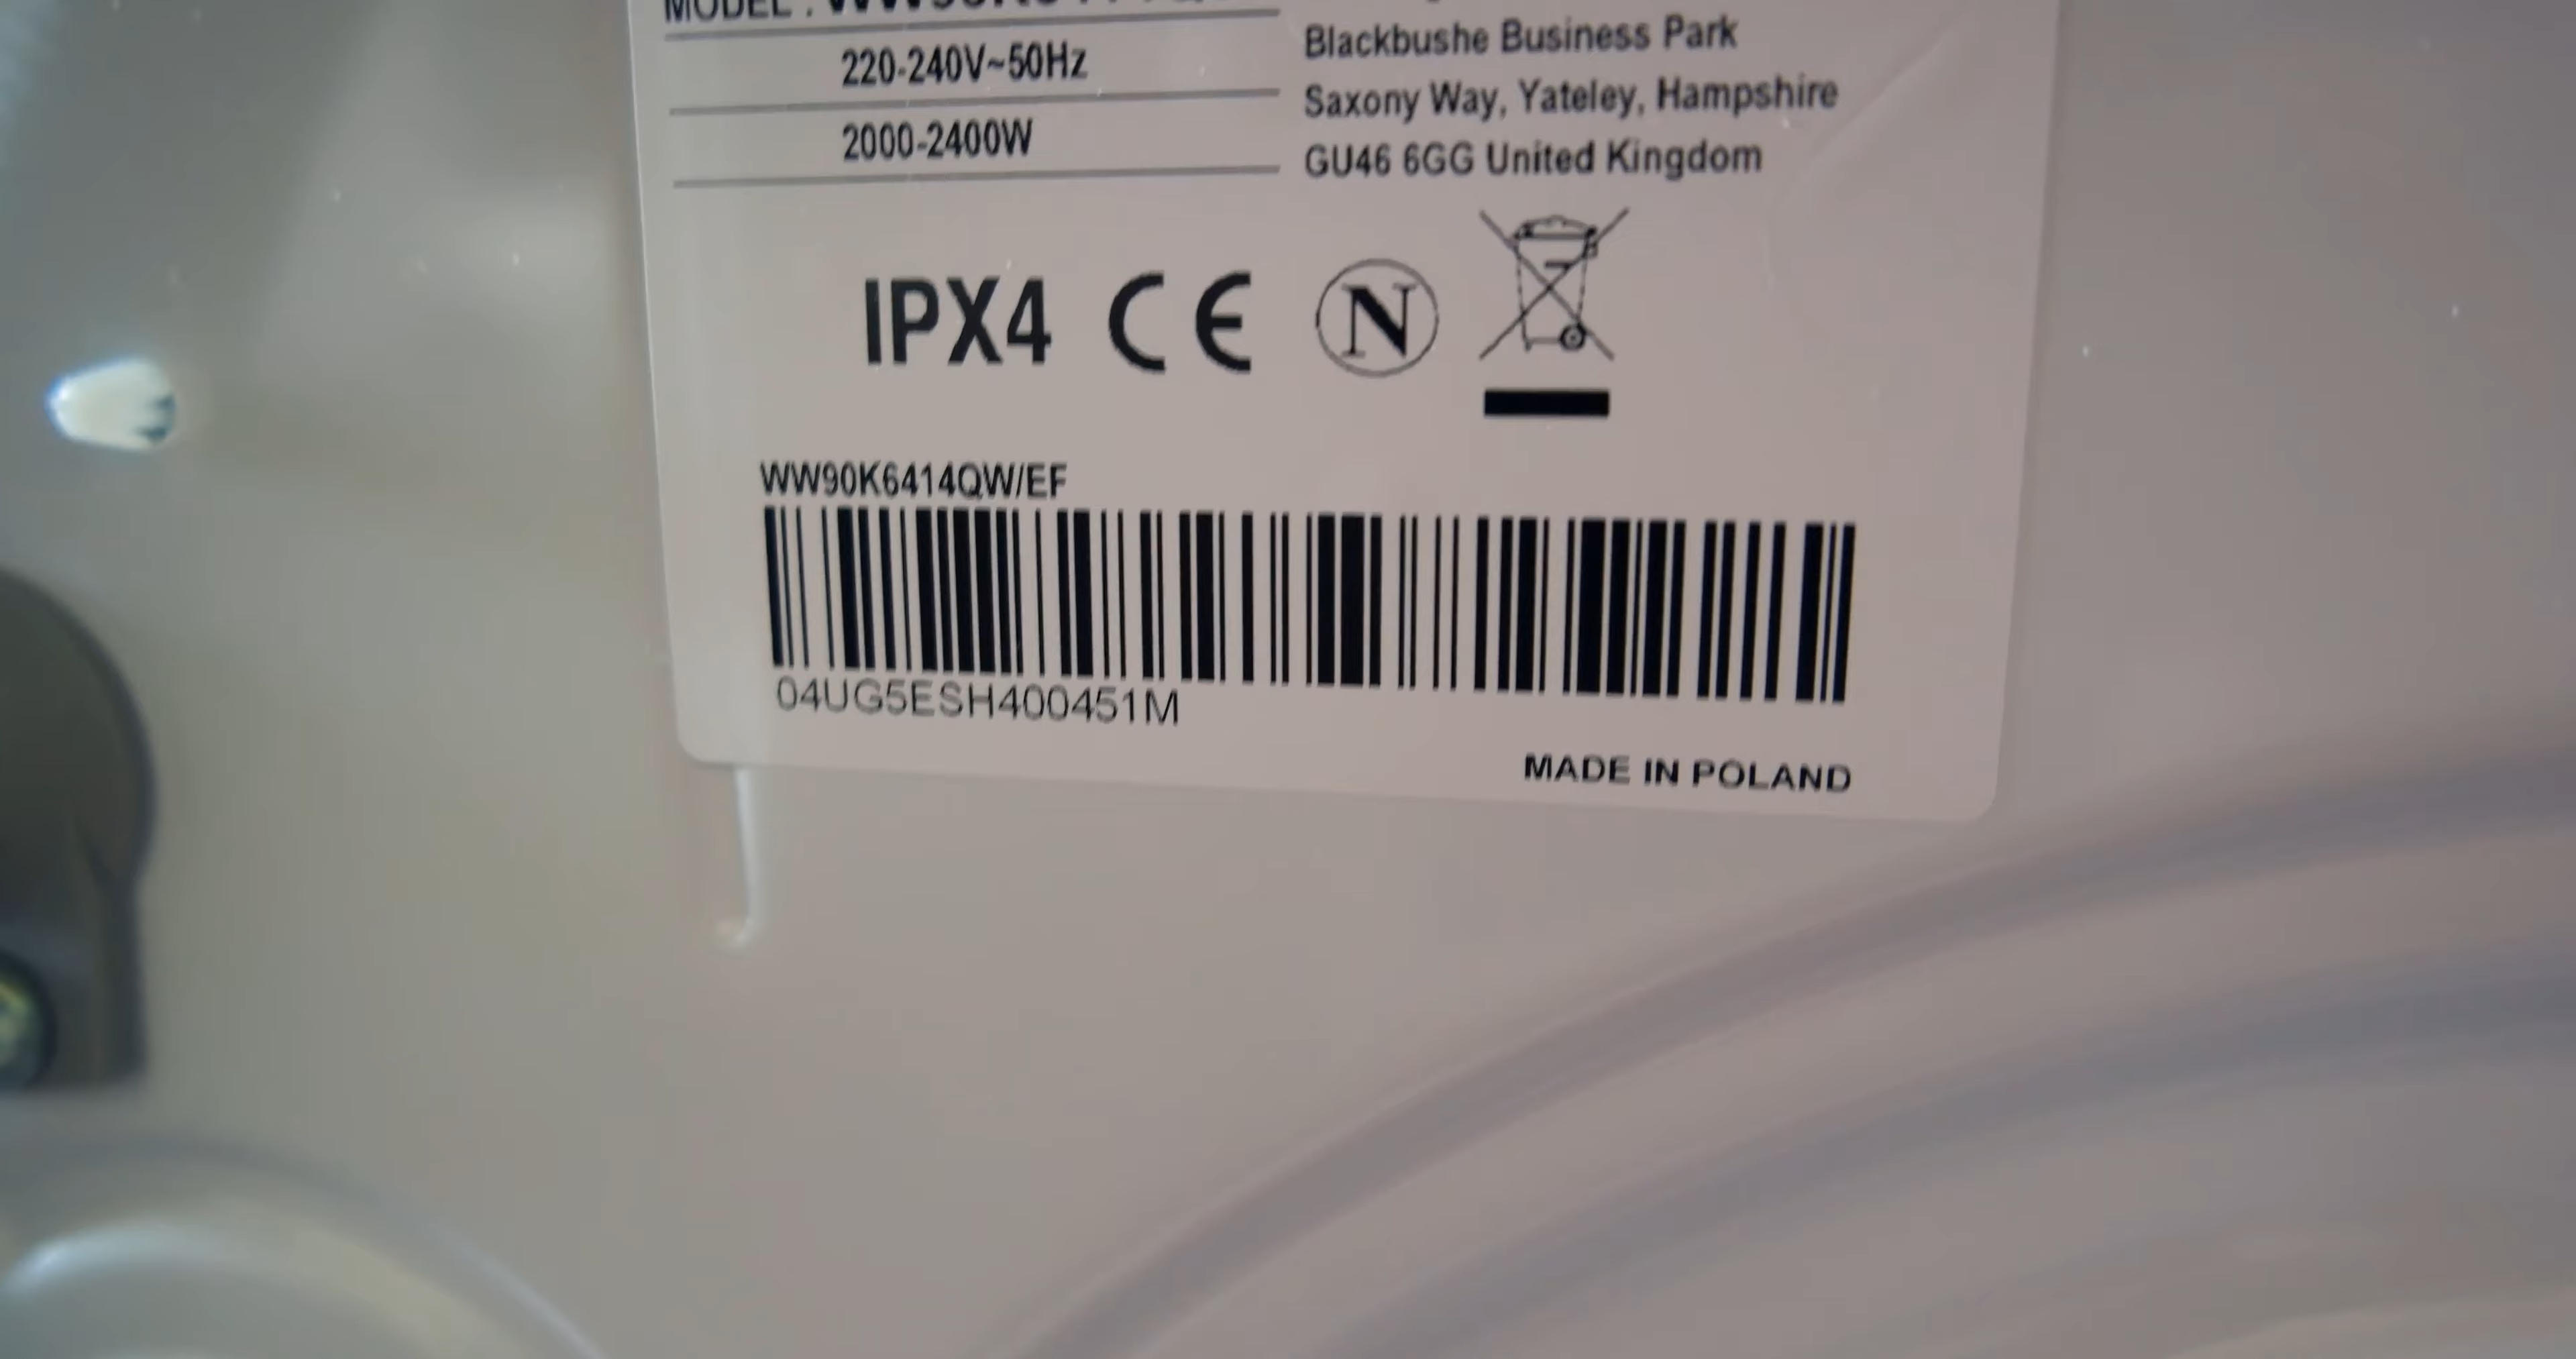 MODEL :
220-240V~50Hz
2000-2400W
Blackbushe Business Park
Saxony Way, Yateley, Hampshire
GU46 6GG United Kingdom
IPX4 CE N
WW90K6414QW/EF
04UG5ESH400451M
MADE IN POLAND